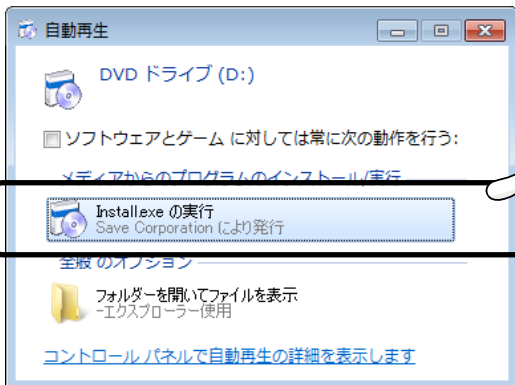 自動再生
DVD ドライブ (D:)
ソフトウェアとゲーム に対しては常に次の動作を行う:
メディアからのプログラムのインストール/実行
Install.exe の実行
Save Corporation により発行
全般 のオプション
フォルダーを開いてファイルを表示
-エクスプローラー使用
コントロール パネルで自動再生の詳細を表示します